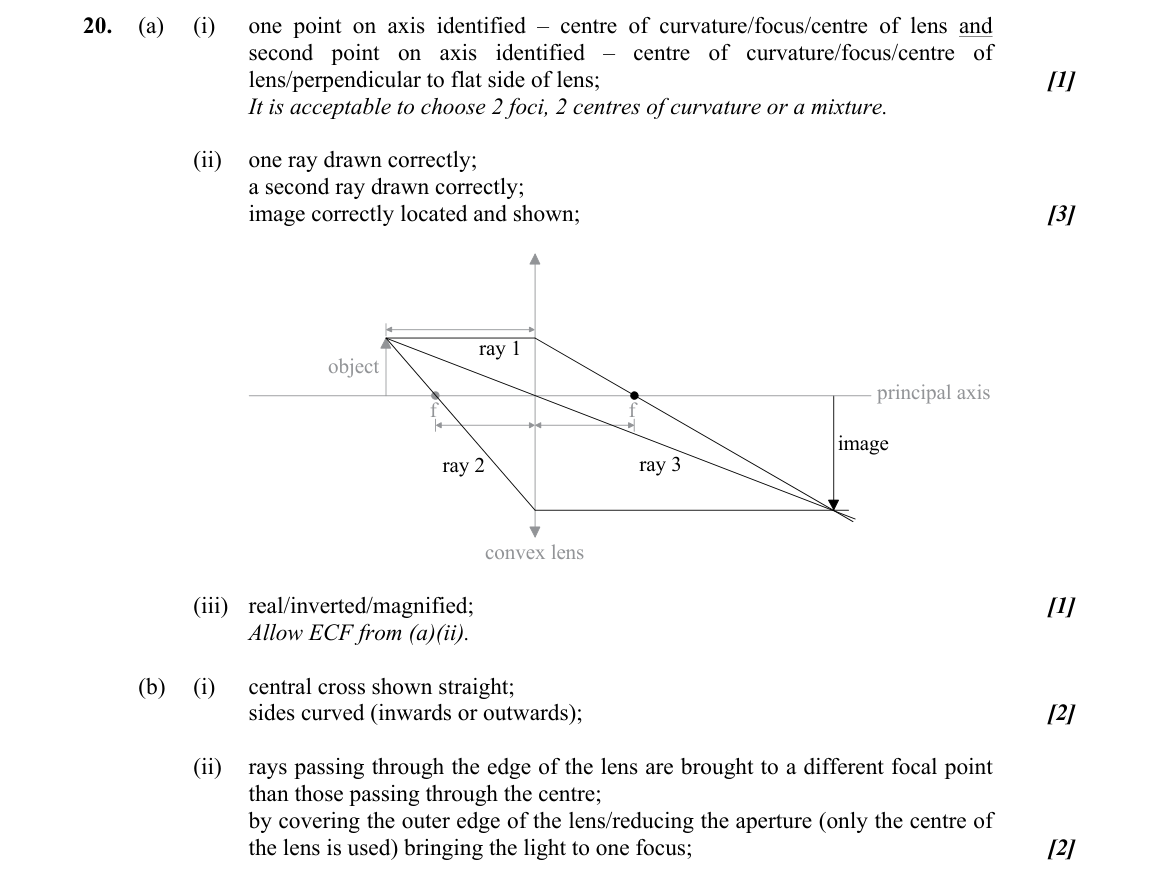 20. (a) (i) one point on axis identified – centre of curvature/focus/centre of lens and
second point on axis identified – centre of curvature/focus/centre of
lens/perpendicular to flat side of lens; [1]
It is acceptable to choose 2 foci, 2 centres of curvature or a mixture.
(ii) one ray drawn correctly;
a second ray drawn correctly;
image correctly located and shown; [3]
ray 1
object
principal axis
f
f
image
ray 2
ray 3
convex lens
(iii) real/inverted/magnified; [1]
Allow ECF from (a)(ii).
(b) (i) central cross shown straight;
sides curved (inwards or outwards); [2]
(ii) rays passing through the edge of the lens are brought to a different focal point
than those passing through the centre;
by covering the outer edge of the lens/reducing the aperture (only the centre of
the lens is used) bringing the light to one focus; [2]